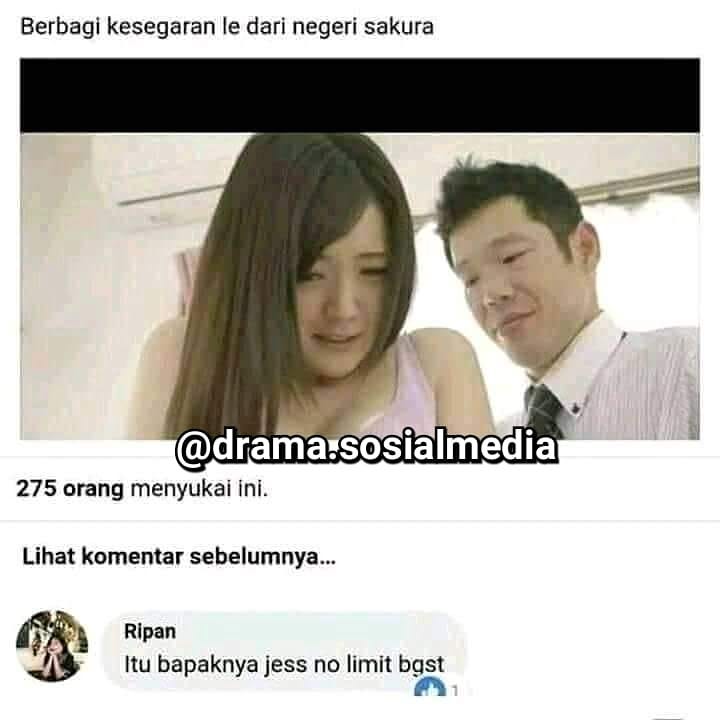 Berbagi kesegaran le dari negeri sakura
@drama.sosialmedia
275 orang menyukai ini.
Lihat komentar sebelumnya...
Ripan
Itu bapaknya jess no limit bgst
1